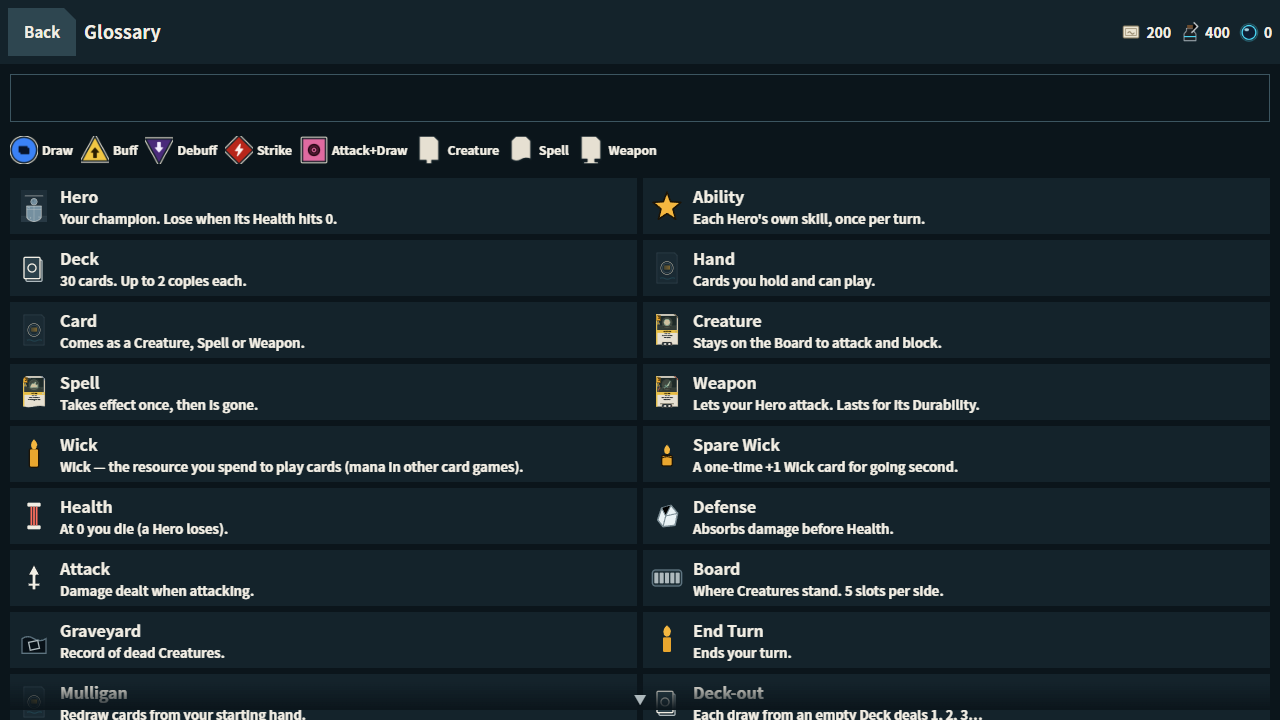 Back
Glossary
200
400
0
Draw
Buff
Debuff
Strike
Attack+Draw
Creature
Spell
Weapon
Hero
Your champion. Lose when its Health hits 0.
Ability
Each Hero's own skill, once per turn.
Deck
30 cards. Up to 2 copies each.
Hand
Cards you hold and can play.
Card
Comes as a Creature, Spell or Weapon.
Creature
Stays on the Board to attack and block.
Spell
Takes effect once, then is gone.
Weapon
Lets your Hero attack. Lasts for its Durability.
Wick
Wick — the resource you spend to play cards (mana in other card games).
Spare Wick
A one-time +1 Wick card for going second.
Health
At 0 you die (a Hero loses).
Defense
Absorbs damage before Health.
Attack
Damage dealt when attacking.
Board
Where Creatures stand. 5 slots per side.
Graveyard
Record of dead Creatures.
End Turn
Ends your turn.
Mulligan
Redraw cards from your starting hand.
Deck-out
Each draw from an empty Deck deals 1, 2, 3...